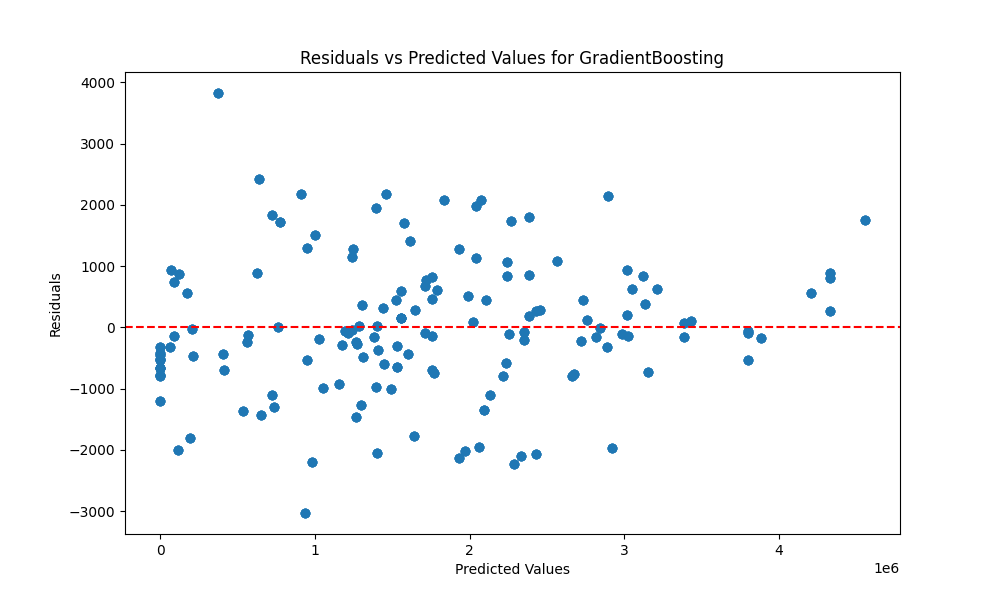 Residuals vs Predicted Values for GradientBoosting
4000
3000
2000
1000
0
−1000
−2000
−3000
Residuals
0 1 2 3 4
1e6
Predicted Values